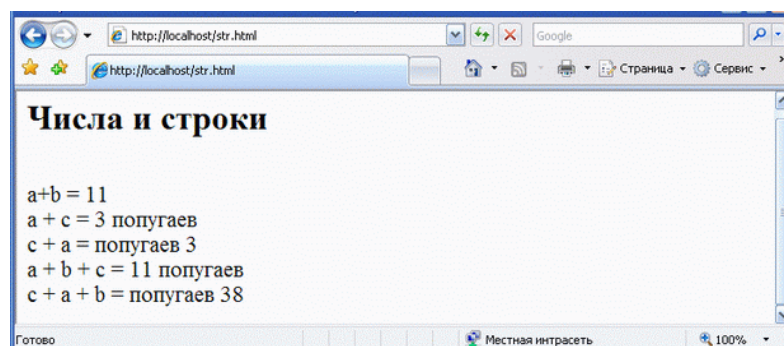 http://localhost/str.html
Google
http://localhost/str.html
Страница
Сервис
Числа и строки
a+b = 11
a + c = 3 попугаев
c + a = попугаев 3
a + b + c = 11 попугаев
c + a + b = попугаев 38
Готово
Местная интрасеть
100%